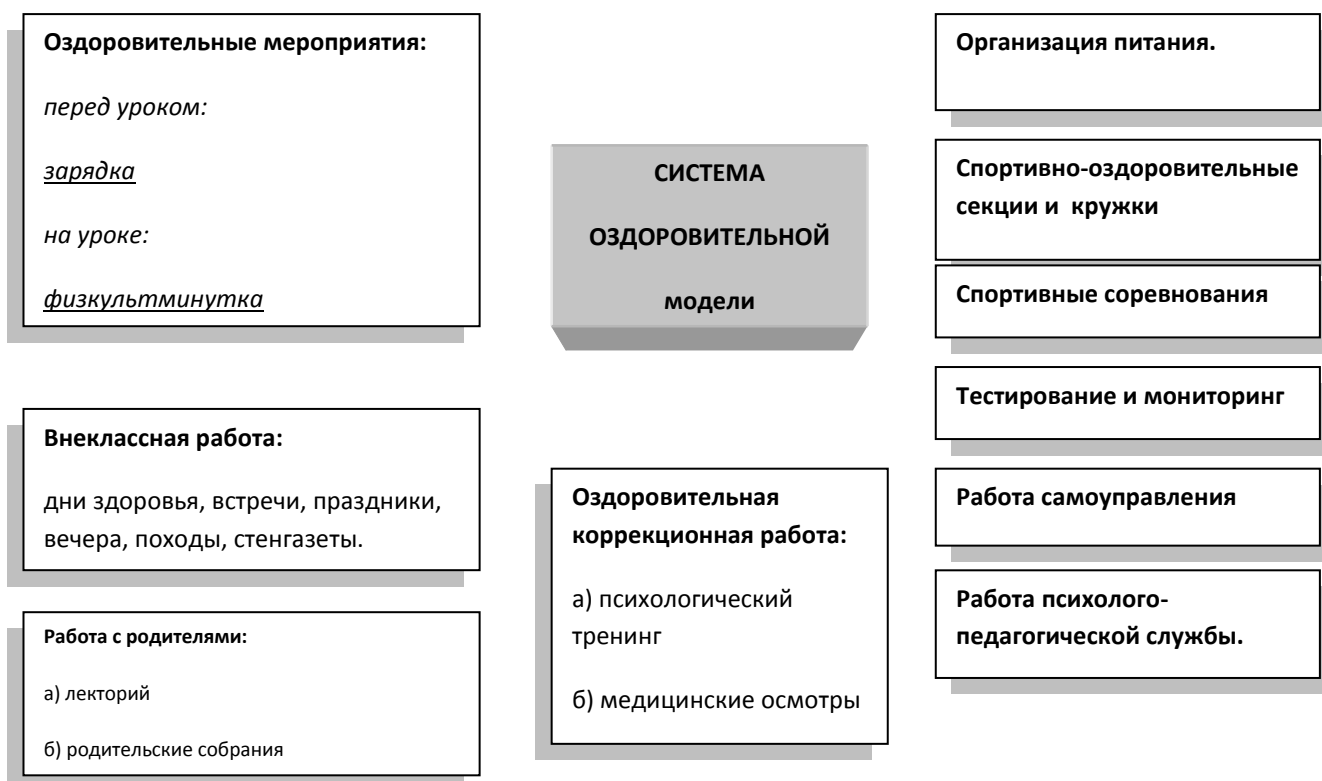 Оздоровительные мероприятия:
перед уроком:
зарядка
на уроке:
физкультминутка
Внеклассная работа:
дни здоровья, встречи, праздники,
вечера, походы, стенгазеты.
Работа с родителями:
а) лекторий
б) родительские собрания
СИСТЕМА
ОЗДОРОВИТЕЛЬНОЙ
модели
Оздоровительная
коррекционная работа:
а) психологический
тренинг
б) медицинские осмотры
Организация питания.
Спортивно-оздоровительные
секции и кружки
Спортивные соревнования
Тестирование и мониторинг
Работа самоуправления
Работа психолого-
педагогической службы.